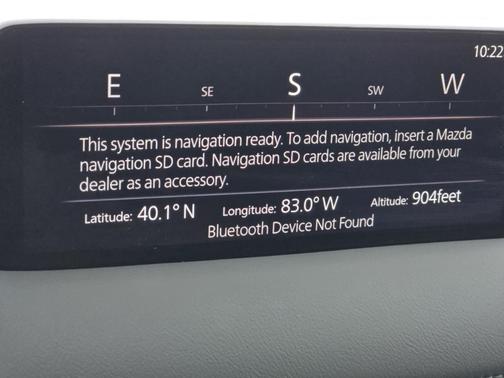 10:22
E SE S SW W
This system is navigation ready. To add navigation, insert a Mazda
navigation SD card. Navigation SD cards are available from your
dealer as an accessory.
Latitude: 40.1° N Longitude: 83.0° W Altitude: 904feet
Bluetooth Device Not Found